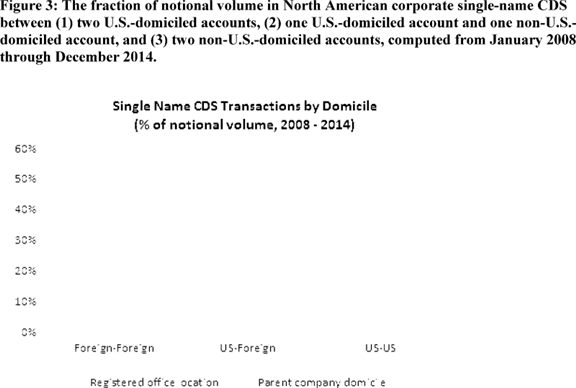 Figure 3: The fraction of notional volume in North American corporate single-name CDS
between (1) two U.S.-domiciled accounts, (2) one U.S.-domiciled account and one non-U.S.-
domiciled account, and (3) two non-U.S.-domiciled accounts, computed from January 2008
through December 2014.
Single Name CDS Transactions by Domicile
(% of notional volume, 2008 - 2014)
60%
50%
40%
30%
20%
10%
0%
Foreign-Foreign US-Foreign US-US
Registered office location Parent company domicile